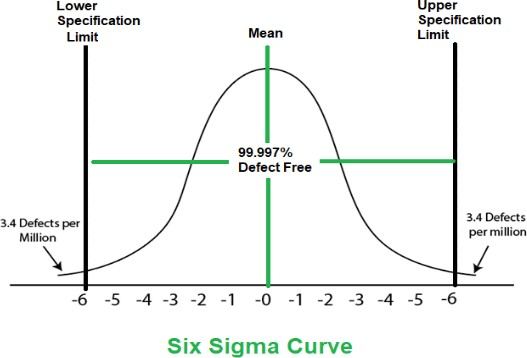 Lower
Specification
Limit
Mean
Upper
Specification
Limit
99.997%
Defect Free
3.4 Defects per
Million
3.4 Defects
per million
-6 -5 -4 -3 -2 -1 -0 -1 -2 -3 -4 -5 -6
Six Sigma Curve